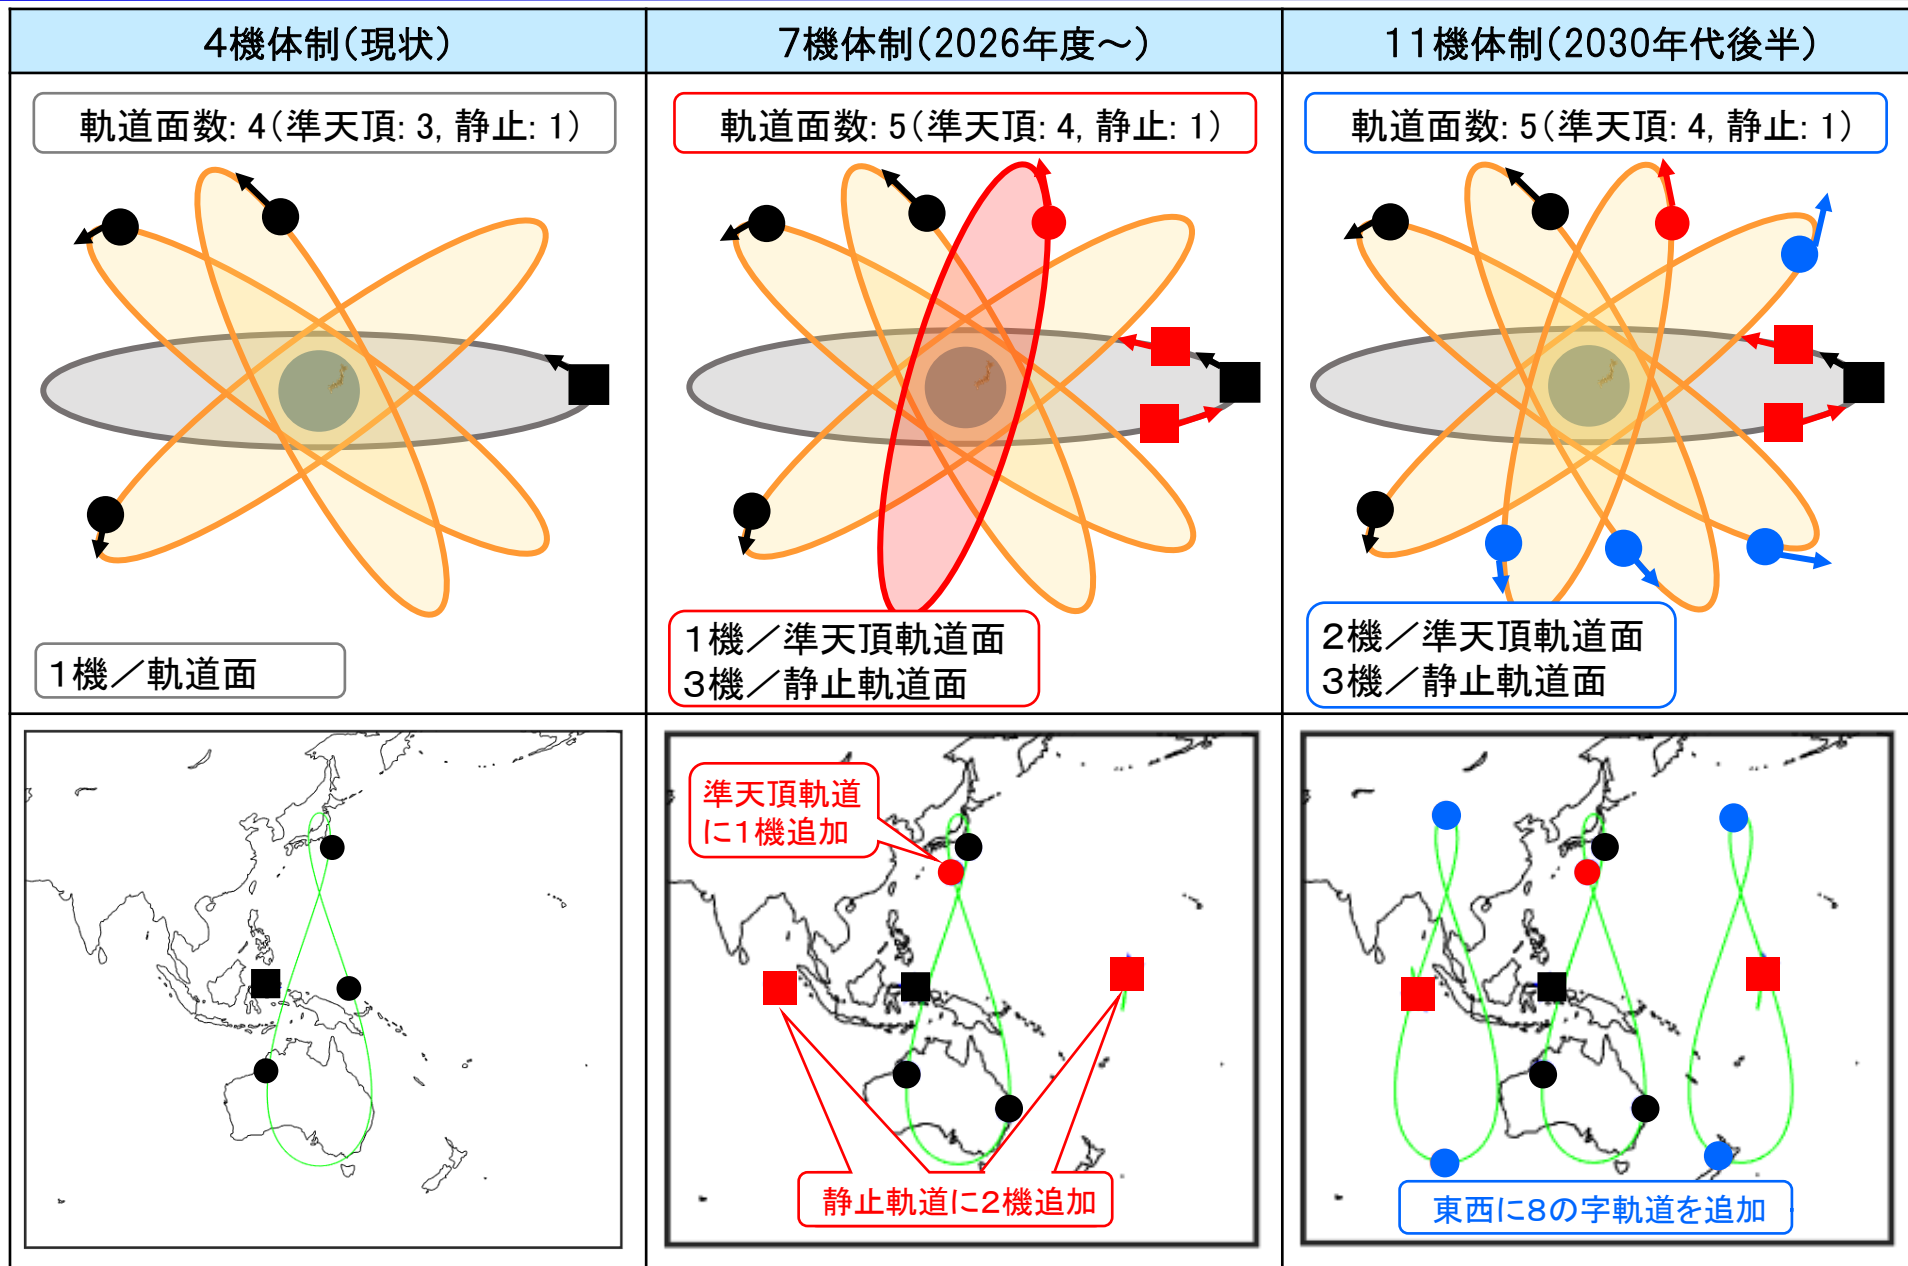 4機体制(現状)
7機体制(2026年度～)
11機体制(2030年代後半)
軌道面数: 4(準天頂: 3, 静止: 1)
軌道面数: 5(準天頂: 4, 静止: 1)
軌道面数: 5(準天頂: 4, 静止: 1)
1機／軌道面
1機／準天頂軌道面
3機／静止軌道面
2機／準天頂軌道面
3機／静止軌道面
準天頂軌道
に1機追加
静止軌道に2機追加
東西に8の字軌道を追加